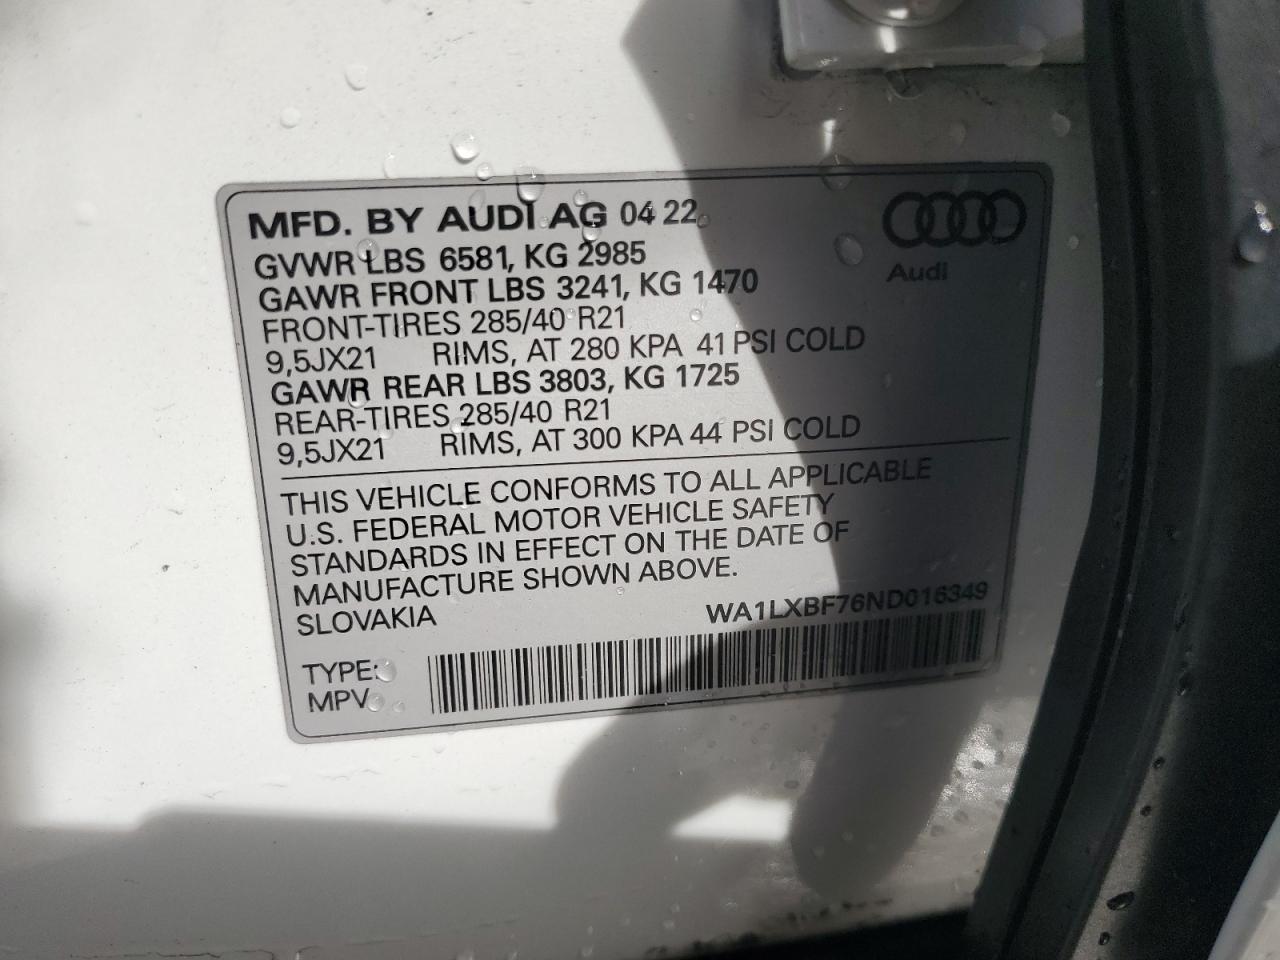 MFD. BY AUDI AG 04 22
Audi
GVWR LBS 6581, KG 2985
GAWR FRONT LBS 3241, KG 1470
FRONT-TIRES 285/40 R21
9,5JX21 RIMS, AT 280 KPA 41 PSI COLD
GAWR REAR LBS 3803, KG 1725
REAR-TIRES 285/40 R21
9,5JX21 RIMS, AT 300 KPA 44 PSI COLD
THIS VEHICLE CONFORMS TO ALL APPLICABLE
U.S. FEDERAL MOTOR VEHICLE SAFETY
STANDARDS IN EFFECT ON THE DATE OF
MANUFACTURE SHOWN ABOVE.
SLOVAKIA WA1LXBF76ND016349
TYPE:
MPV